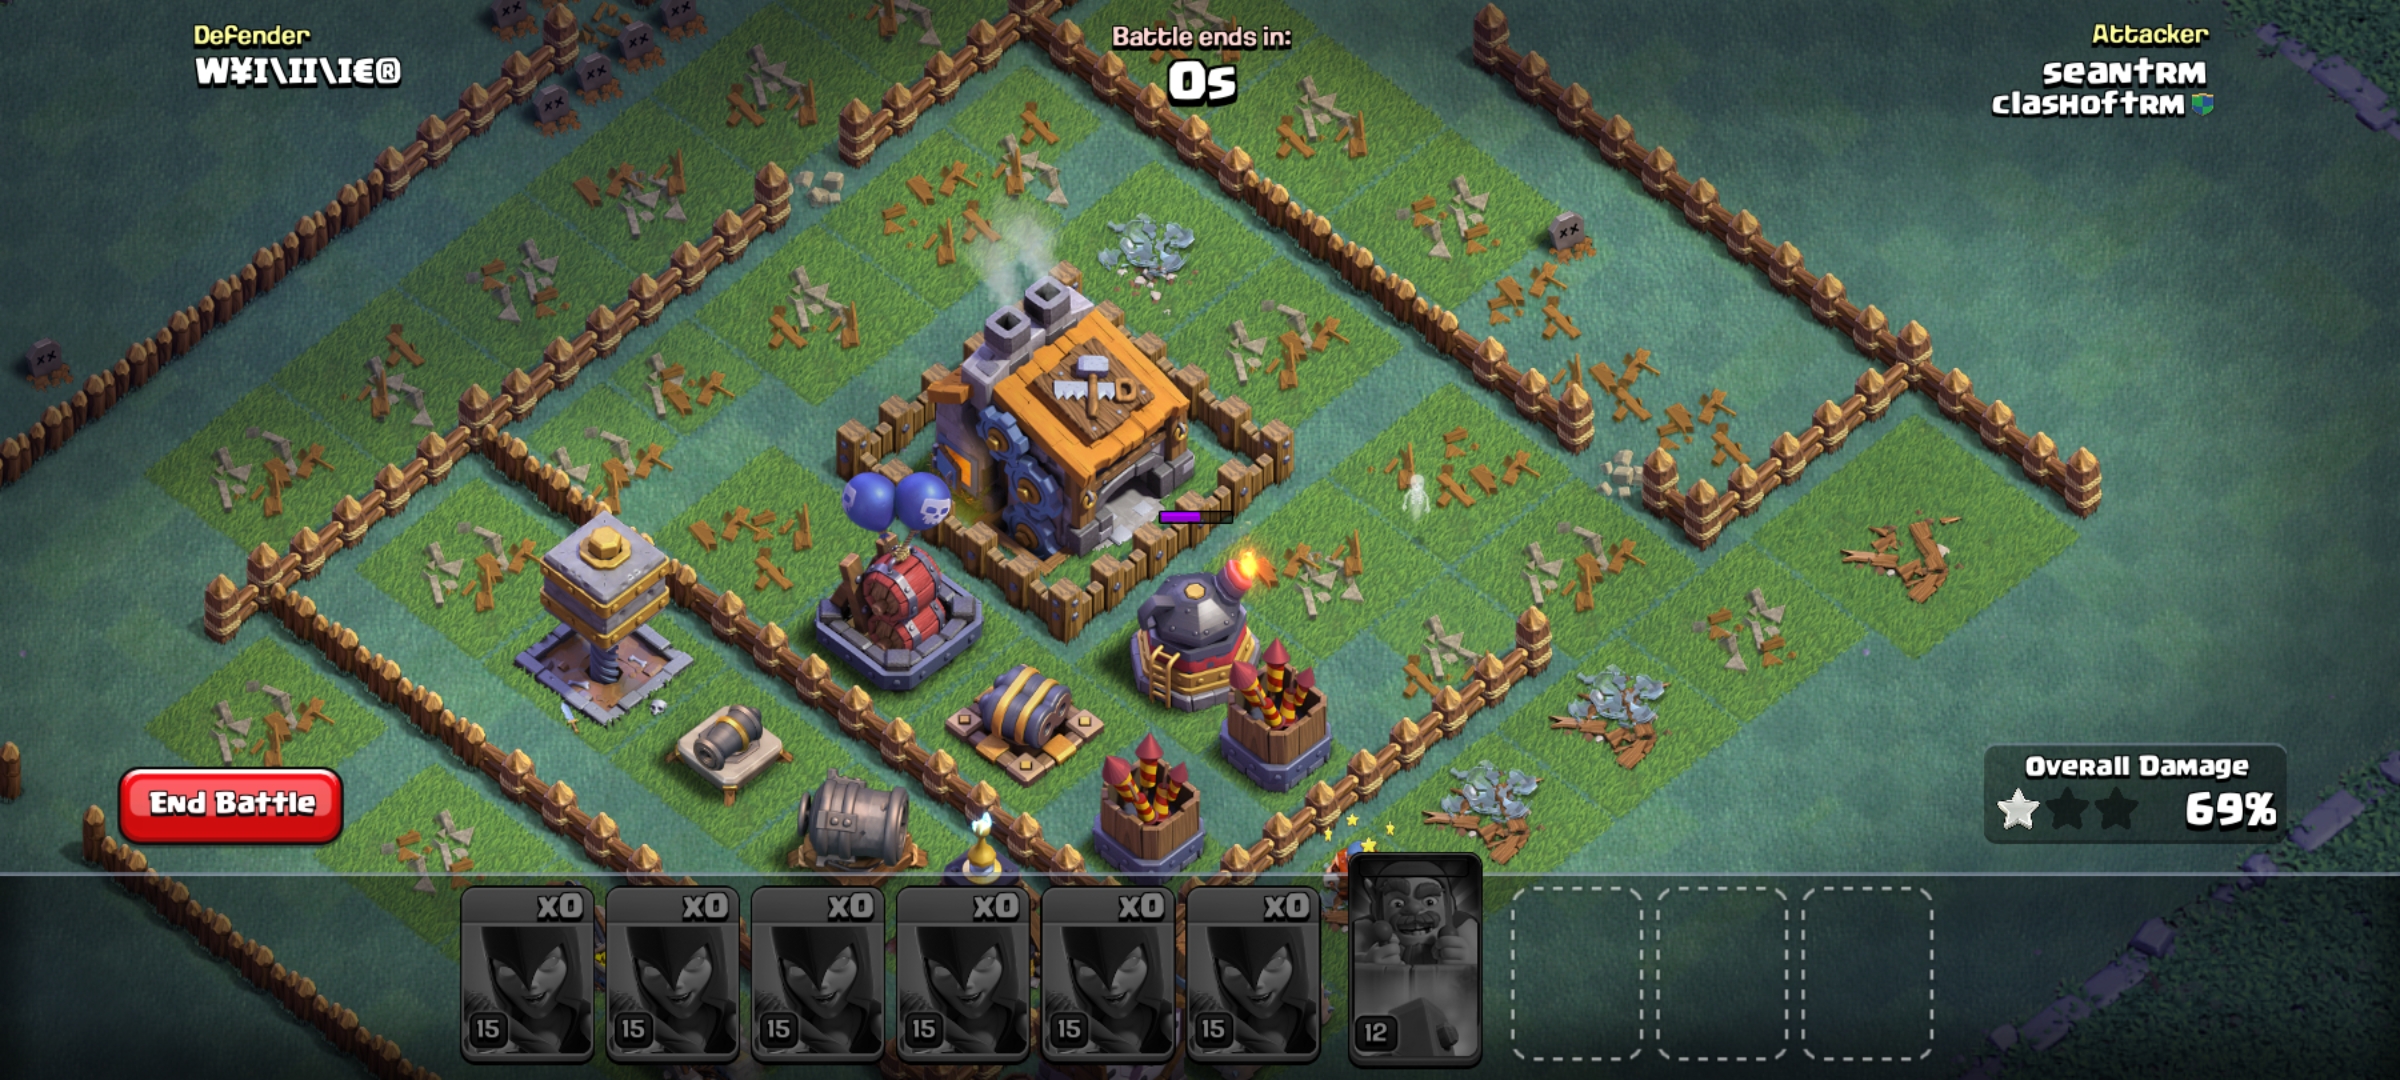 Defender
W¥I\II\I€®
Battle ends in:
0s
Attacker
seantRM
clashoftRM
End Battle
Overall Damage
69%
x0
x0
x0
x0
x0
x0
15
15
15
15
15
15
12